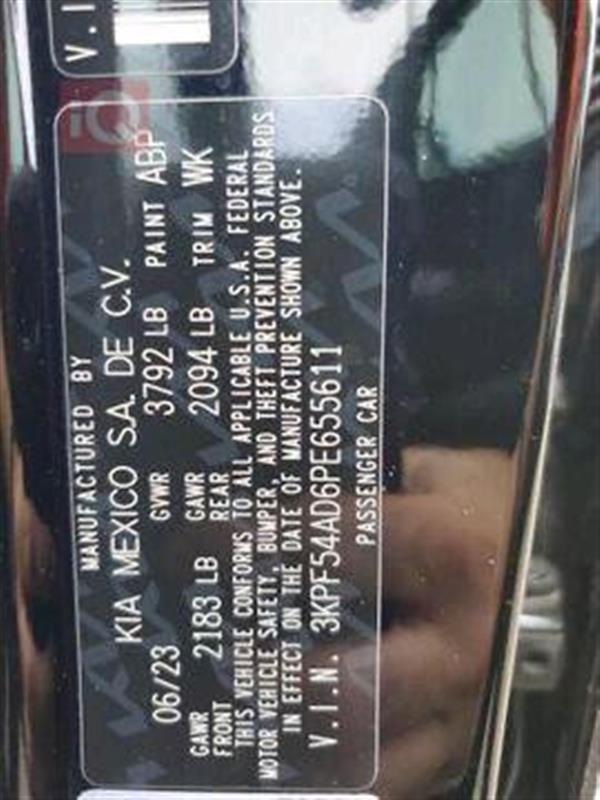 V.I
iQ
MANUFACTURED BY
KIA MEXICO S.A. DE C.V.
06/23 GVWR 3792 LB PAINT ABP
GAWR FRONT 2183 LB GAWR REAR 2094 LB TRIM WK
THIS VEHICLE CONFORMS TO ALL APPLICABLE U.S.A. FEDERAL
MOTOR VEHICLE SAFETY, BUMPER, AND THEFT PREVENTION STANDARDS
IN EFFECT ON THE DATE OF MANUFACTURE SHOWN ABOVE.
V.I.N. 3KPF54AD6PE655611
PASSENGER CAR